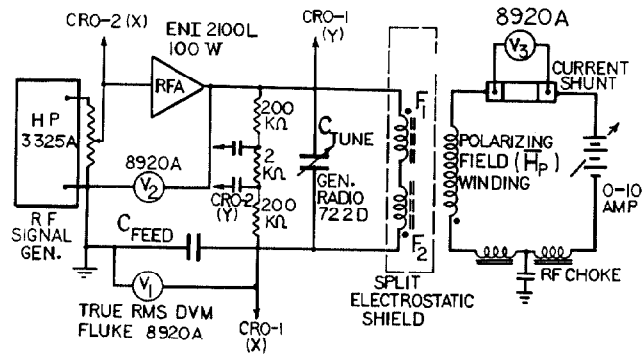 CRO-2 (X)
ENI 2100L
100 W
CRO-1
(Y)
8920A
V3
CURRENT
SHUNT
HP
3325A
RFA
200
KΩ
2
KΩ
200
KΩ
CTUNE
GEN.
RADIO
722D
F1
F2
POLARIZING
FIELD (H̅P)
WINDING
0-10
AMP
8920A
V2
CRO-2
(Y)
RF
SIGNAL
GEN.
CFEED
V1
TRUE RMS DVM
FLUKE 8920A
CRO-1
(X)
SPLIT
ELECTROSTATIC
SHIELD
RF CHOKE